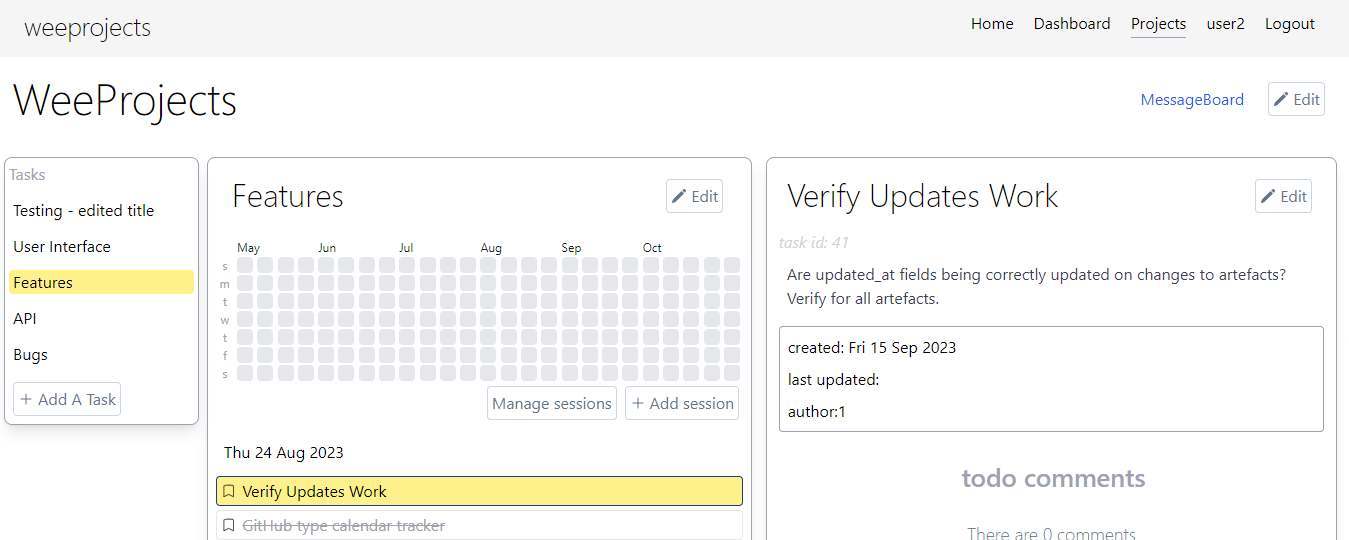 weeprojects
Home Dashboard Projects user2 Logout
WeeProjects
MessageBoard Edit
Tasks
Testing - edited title
User Interface
Features
API
Bugs
+ Add A Task
Features
Edit
May Jun Jul Aug Sep Oct
s
m
t
w
t
f
s
Manage sessions
+ Add session
Thu 24 Aug 2023
Verify Updates Work
GitHub type calendar tracker
Verify Updates Work
Edit
task id: 41
Are updated_at fields being correctly updated on changes to artefacts?
Verify for all artefacts.
created: Fri 15 Sep 2023
last updated:
author:1
todo comments
There are 0 comments